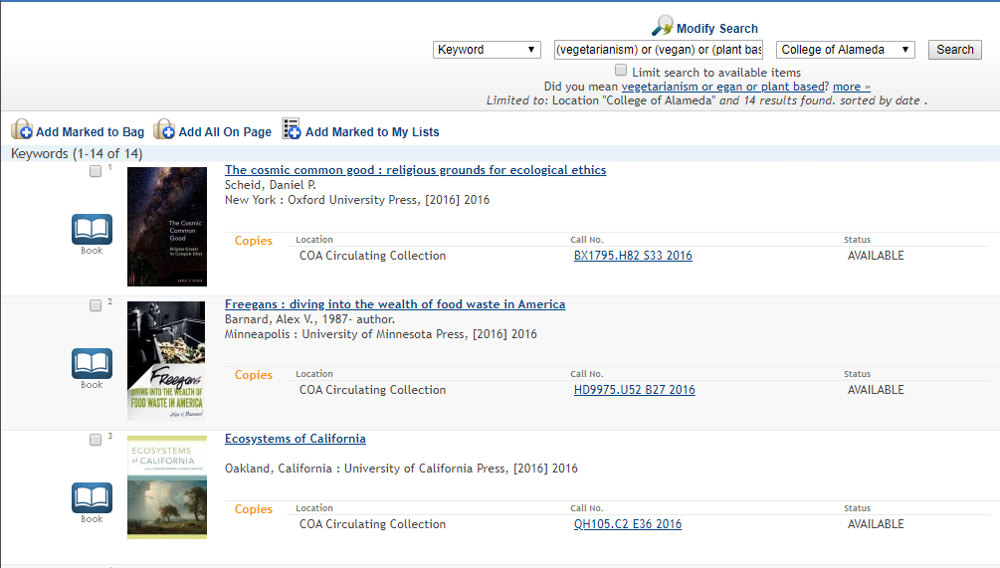 Modify Search
Keyword (vegetarianism) or (vegan) or (plant bas College of Alameda Search
Limit search to available items
Did you mean vegetarianism or egan or plant based? more »
Limited to: Location "College of Alameda" and 14 results found. sorted by date .
Add Marked to Bag Add All On Page Add Marked to My Lists
Keywords (1-14 of 14)
1
The cosmic common good : religious grounds for ecological ethics
Scheid, Daniel P.
New York : Oxford University Press, [2016] 2016
The Cosmic
Common
Good
Religious Grounds
for Ecological Ethics
Book
Copies Location Call No. Status
COA Circulating Collection BX1795.H82 S33 2016 AVAILABLE
2
Freegans : diving into the wealth of food waste in America
Barnard, Alex V., 1987- author.
Minneapolis : University of Minnesota Press, [2016] 2016
Freegans
DIVING INTO THE WEALTH OF
FOOD WASTE IN AMERICA
Alex V. Barnard
Book
Copies Location Call No. Status
COA Circulating Collection HD9975.U52 B27 2016 AVAILABLE
3
Ecosystems of California
Oakland, California : University of California Press, [2016] 2016
ECOSYSTEMS
of CALIFORNIA
Book
Copies Location Call No. Status
COA Circulating Collection QH105.C2 E36 2016 AVAILABLE